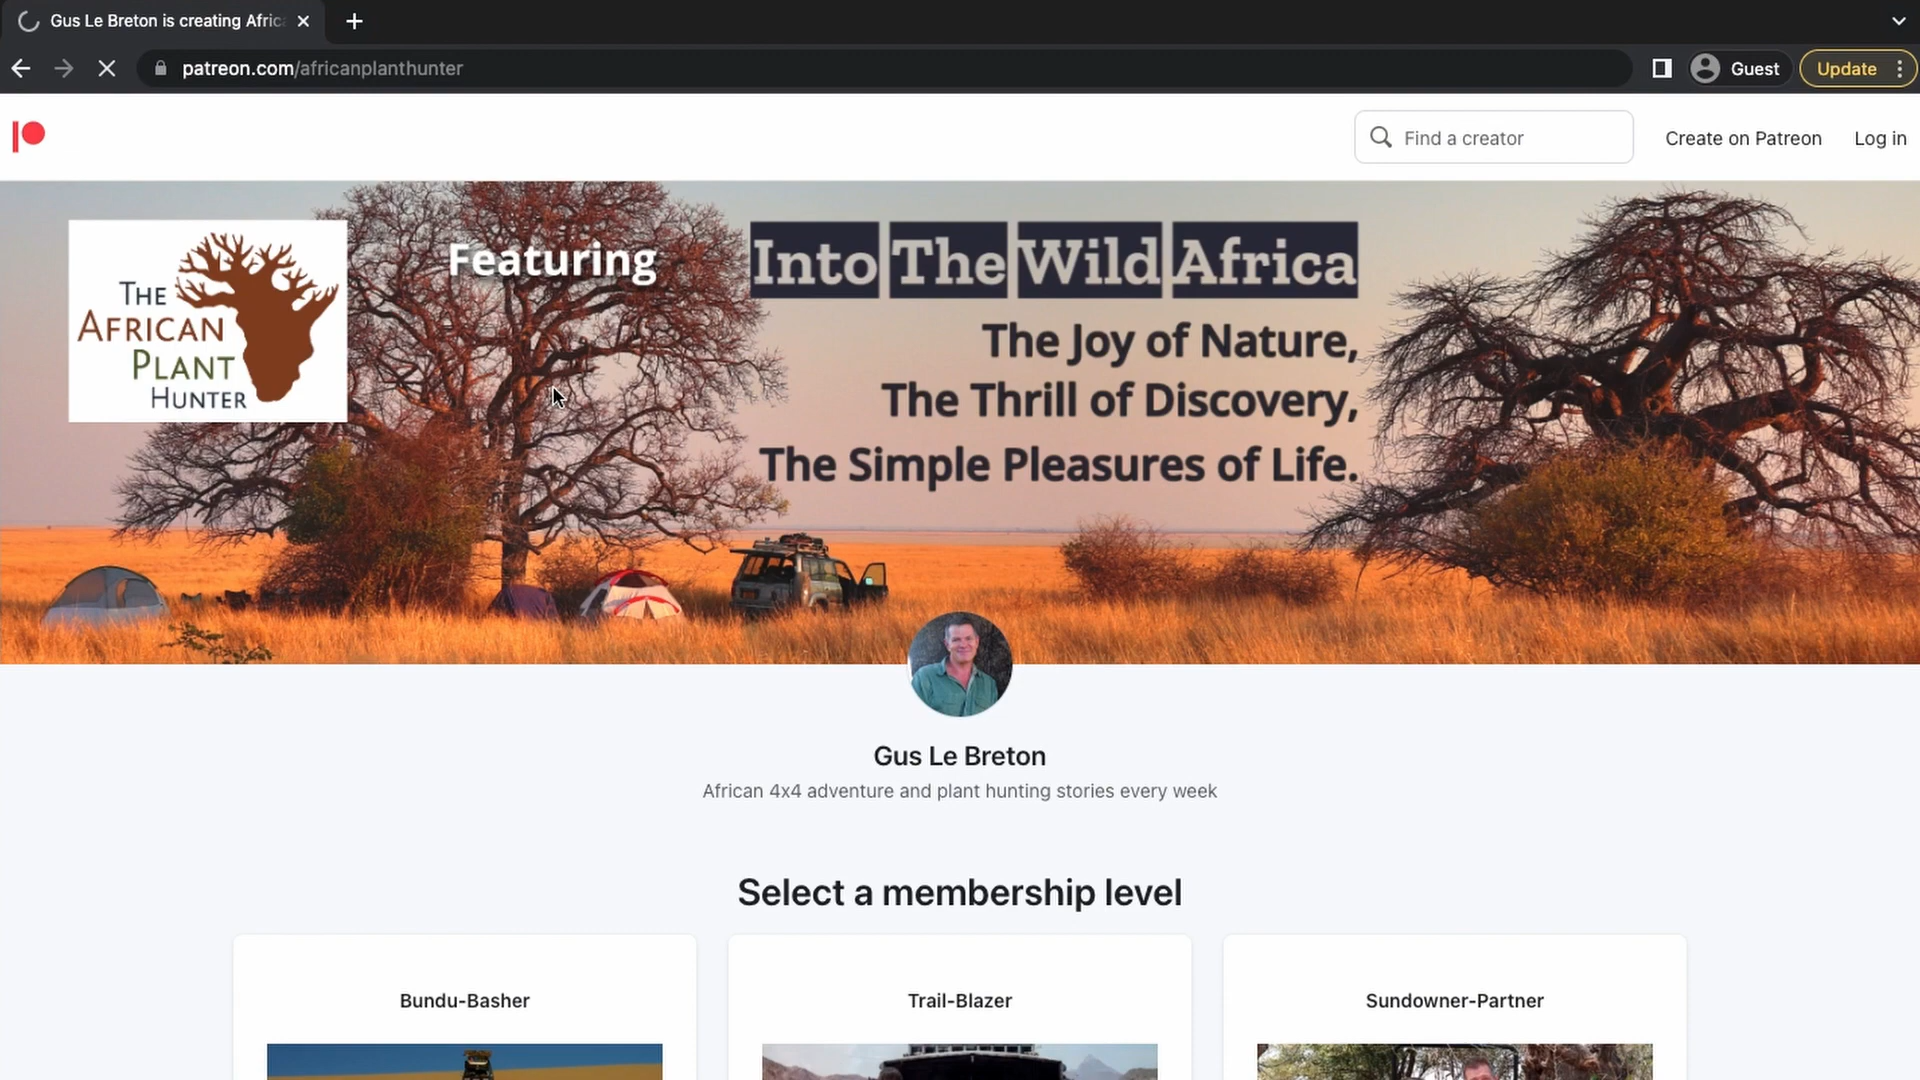 Gus Le Breton is creating Afric
patreon.com/africanplanthunter
Guest
Update
Find a creator
Create on Patreon
Log in
THE
AFRICAN
PLANT
HUNTER
Featuring
Into The Wild Africa
The Joy of Nature,
The Thrill of Discovery,
The Simple Pleasures of Life.
Gus Le Breton
African 4x4 adventure and plant hunting stories every week
Select a membership level
Bundu-Basher
Trail-Blazer
Sundowner-Partner